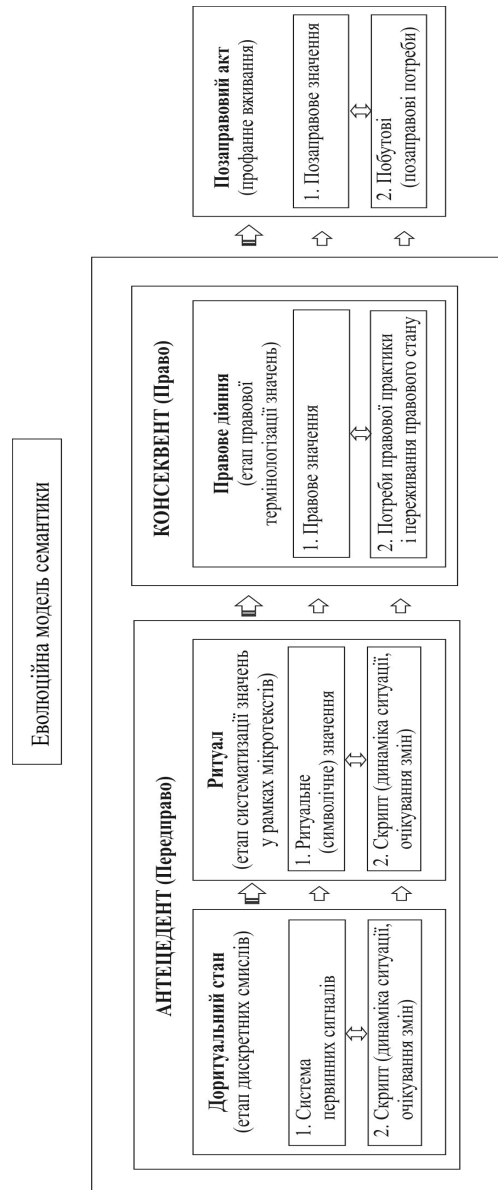 Еволюційна модель семантики
АНТЕЦЕДЕНТ (Передправо)
Доритуальний стан
(етап дискретних смислів)
1. Система
первинних сигналів
2. Скрипт (динаміка ситуації,
очікування змін)
Ритуал
(етап систематизації значень
у рамках мікротекстів)
1. Ритуальне
(символічне) значення
2. Скрипт (динаміка ситуації,
очікування змін)
КОНСЕКВЕНТ (Право)
Правове діяння
(етап правової
термінологізації значень)
1. Правове значення
2. Потреби правової практики
і переживання правового стану
Позаправовий акт
(профанне вживання)
1. Позаправове значення
2. Побутові
(позаправові потреби)